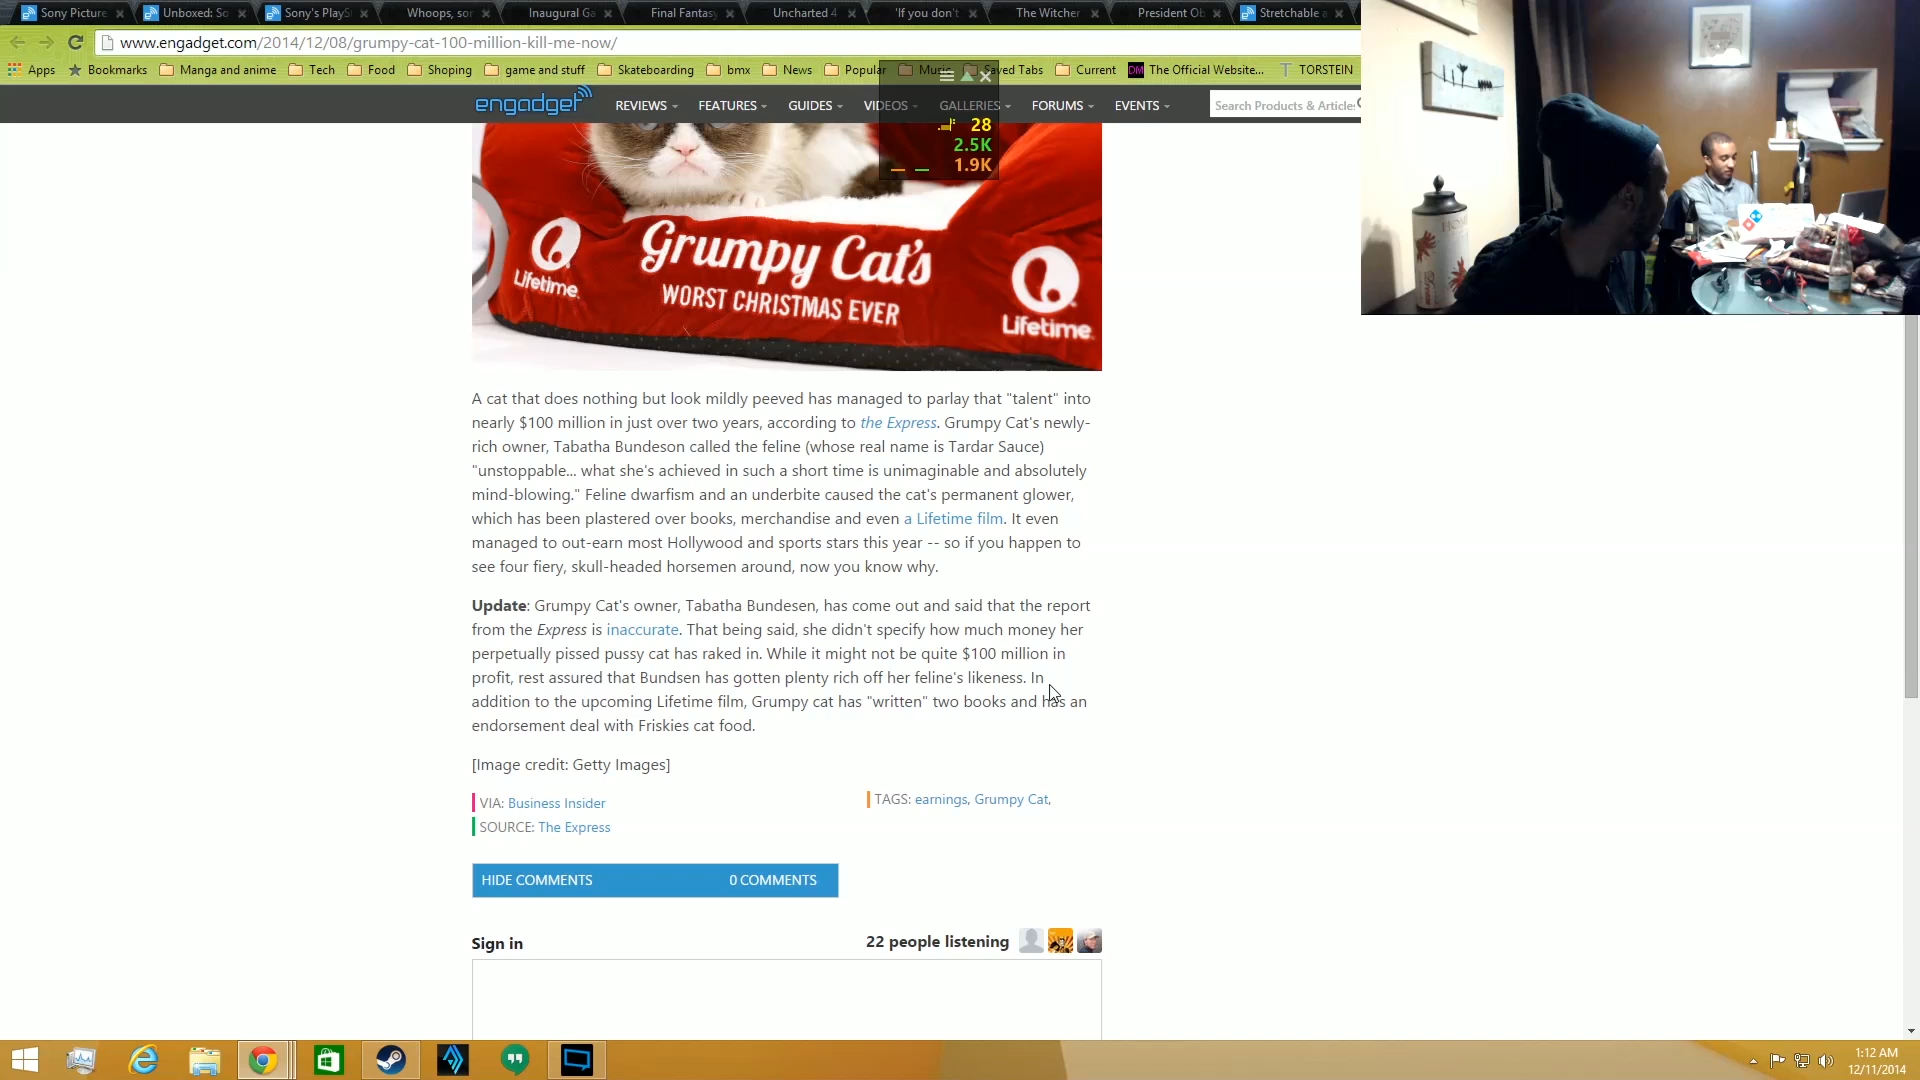 Sony Picture
Unboxed: So
Sony's PlaySt
Whoops, sor
Inaugural Ga
Final Fantasy
Uncharted 4
'If you don't
The Witcher
President Ob
Stretchable a
www.engadget.com/2014/12/08/grumpy-cat-100-million-kill-me-now/
Apps
Bookmarks
Manga and anime
Tech
Food
Shoping
game and stuff
Skateboarding
bmx
News
Popular
Music
Saved Tabs
Current
DM
The Official Website...
TORSTEIN
engadget
REVIEWS
FEATURES
GUIDES
VIDEOS
GALLERIES
FORUMS
EVENTS
Search Products & Articles
28
2.5K
1.9K
HOME
Lifetime
Grumpy Cat's
WORST CHRISTMAS EVER
Lifetime
A cat that does nothing but look mildly peeved has managed to parlay that "talent" into
nearly $100 million in just over two years, according to the Express. Grumpy Cat's newly-
rich owner, Tabatha Bundeson called the feline (whose real name is Tardar Sauce)
"unstoppable... what she's achieved in such a short time is unimaginable and absolutely
mind-blowing." Feline dwarfism and an underbite caused the cat's permanent glower,
which has been plastered over books, merchandise and even a Lifetime film. It even
managed to out-earn most Hollywood and sports stars this year -- so if you happen to
see four fiery, skull-headed horsemen around, now you know why.
Update: Grumpy Cat's owner, Tabatha Bundesen, has come out and said that the report
from the Express is inaccurate. That being said, she didn't specify how much money her
perpetually pissed pussy cat has raked in. While it might not be quite $100 million in
profit, rest assured that Bundsen has gotten plenty rich off her feline's likeness. In
addition to the upcoming Lifetime film, Grumpy cat has "written" two books and has an
endorsement deal with Friskies cat food.
[Image credit: Getty Images]
VIA: Business Insider
TAGS: earnings, Grumpy Cat,
SOURCE: The Express
HIDE COMMENTS
0 COMMENTS
Sign in
22 people listening
1:12 AM
12/11/2014